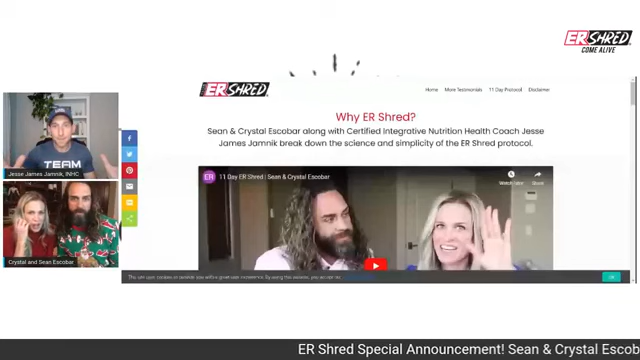 ER SHRED
COME ALIVE
ER SHRED
Home More Testimonials 11 Day Protocol Disclaimer
Why ER Shred?
Sean & Crystal Escobar along with Certified Integrative Nutrition Health Coach Jesse
James Jamnik break down the science and simplicity of the ER Shred protocol.
TEAM
Jesse James Jamnik, INHC
Crystal and Sean Escobar
11 Day ER Shred | Sean & Crystal Escobar
Watch later Share
ER Shred Special Announcement! Sean & Crystal Escob